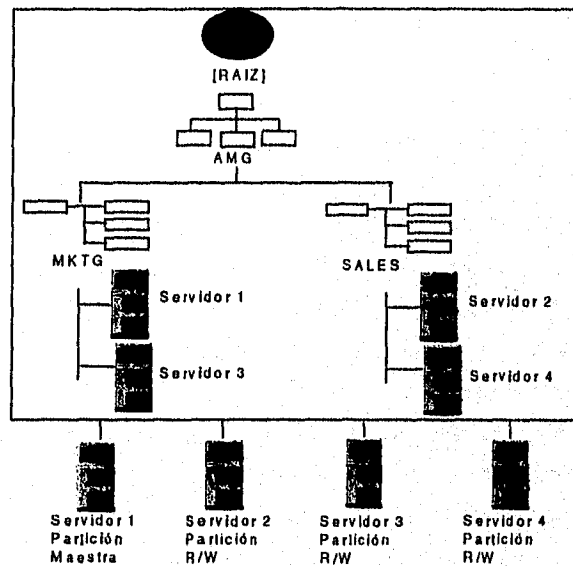 [RAIZ]
AMG
MKTG
SALES
Servidor 1
Servidor 2
Servidor 3
Servidor 4
Servidor 1
Partición
Maestra
Servidor 2
Partición
R/W
Servidor 3
Partición
R/W
Servidor 4
Partición
R/W